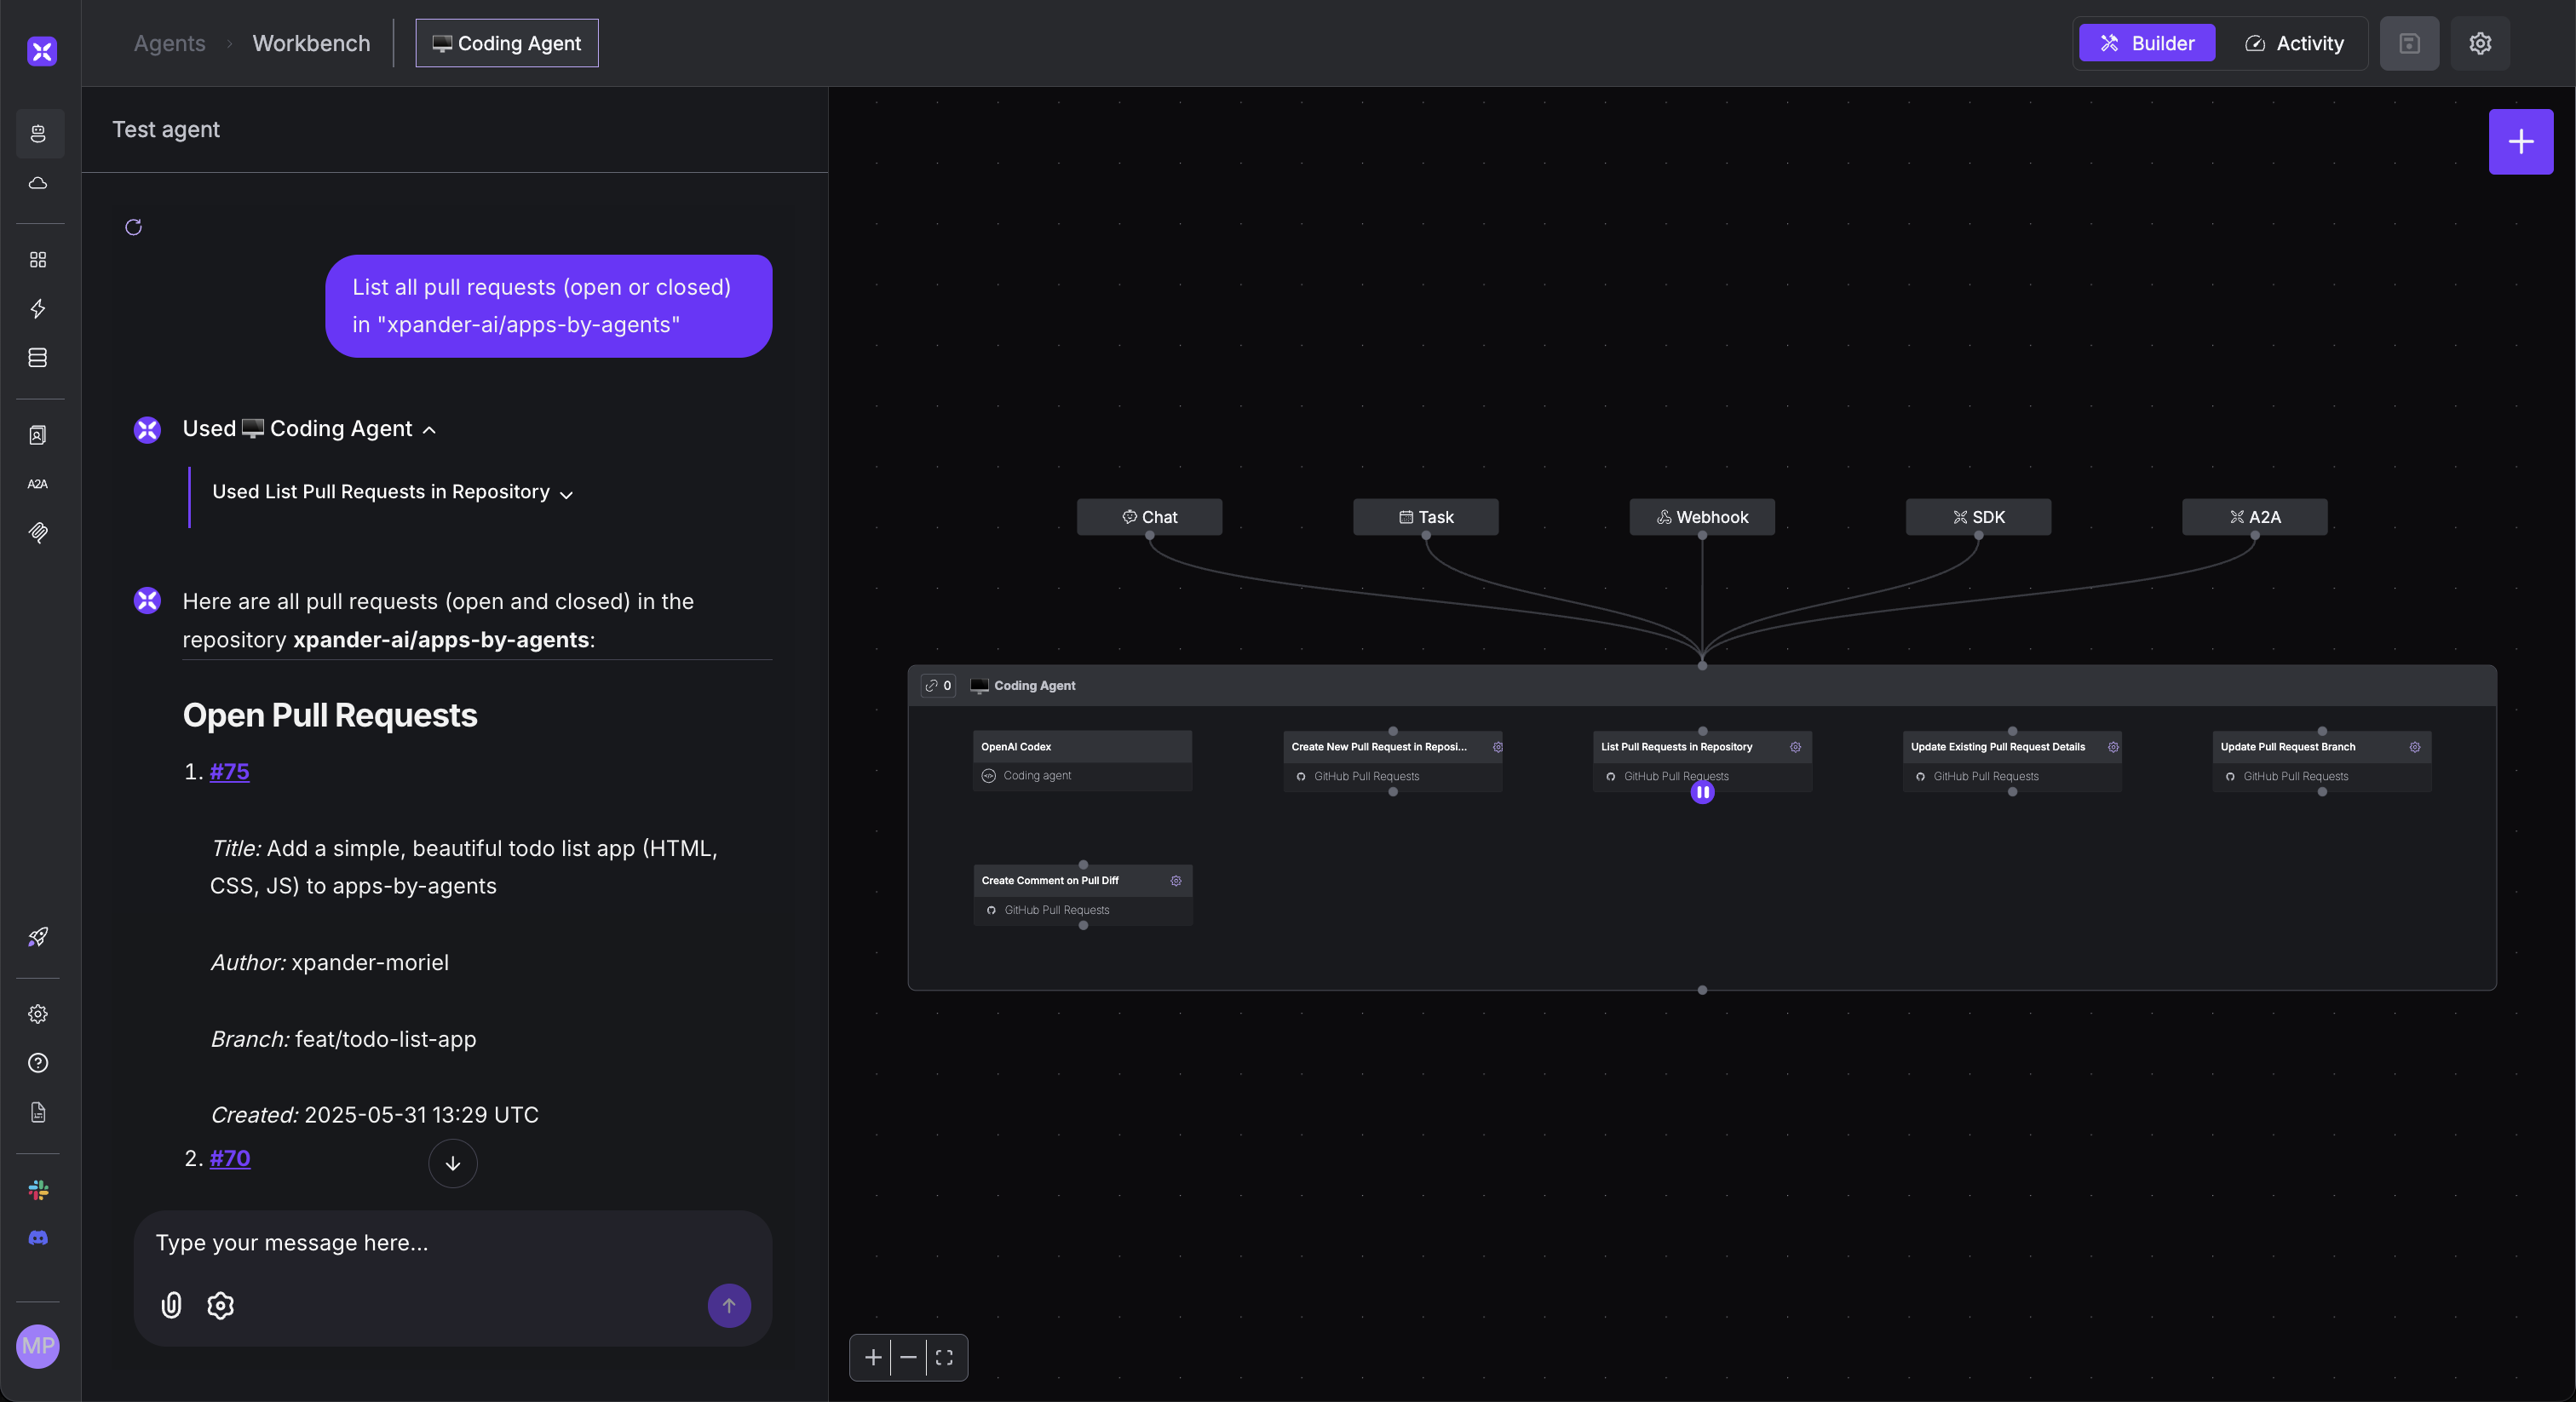 Agents
Workbench
Coding Agent
Builder
Activity
Test agent
List all pull requests (open or closed)
in "xpander-ai/apps-by-agents"
Used Coding Agent
Used List Pull Requests in Repository
Here are all pull requests (open and closed) in the
repository xpander-ai/apps-by-agents:
Open Pull Requests
1. #75
Title: Add a simple, beautiful todo list app (HTML,
CSS, JS) to apps-by-agents
Author: xpander-moriel
Branch: feat/todo-list-app
Created: 2025-05-31 13:29 UTC
2. #70
Type your message here...
A2A
MP
Chat
Task
Webhook
SDK
A2A
0
Coding Agent
OpenAI Codex
Coding agent
Create New Pull Request in Reposi...
GitHub Pull Requests
List Pull Requests in Repository
GitHub Pull Requests
Update Existing Pull Request Details
GitHub Pull Requests
Update Pull Request Branch
GitHub Pull Requests
Create Comment on Pull Diff
GitHub Pull Requests